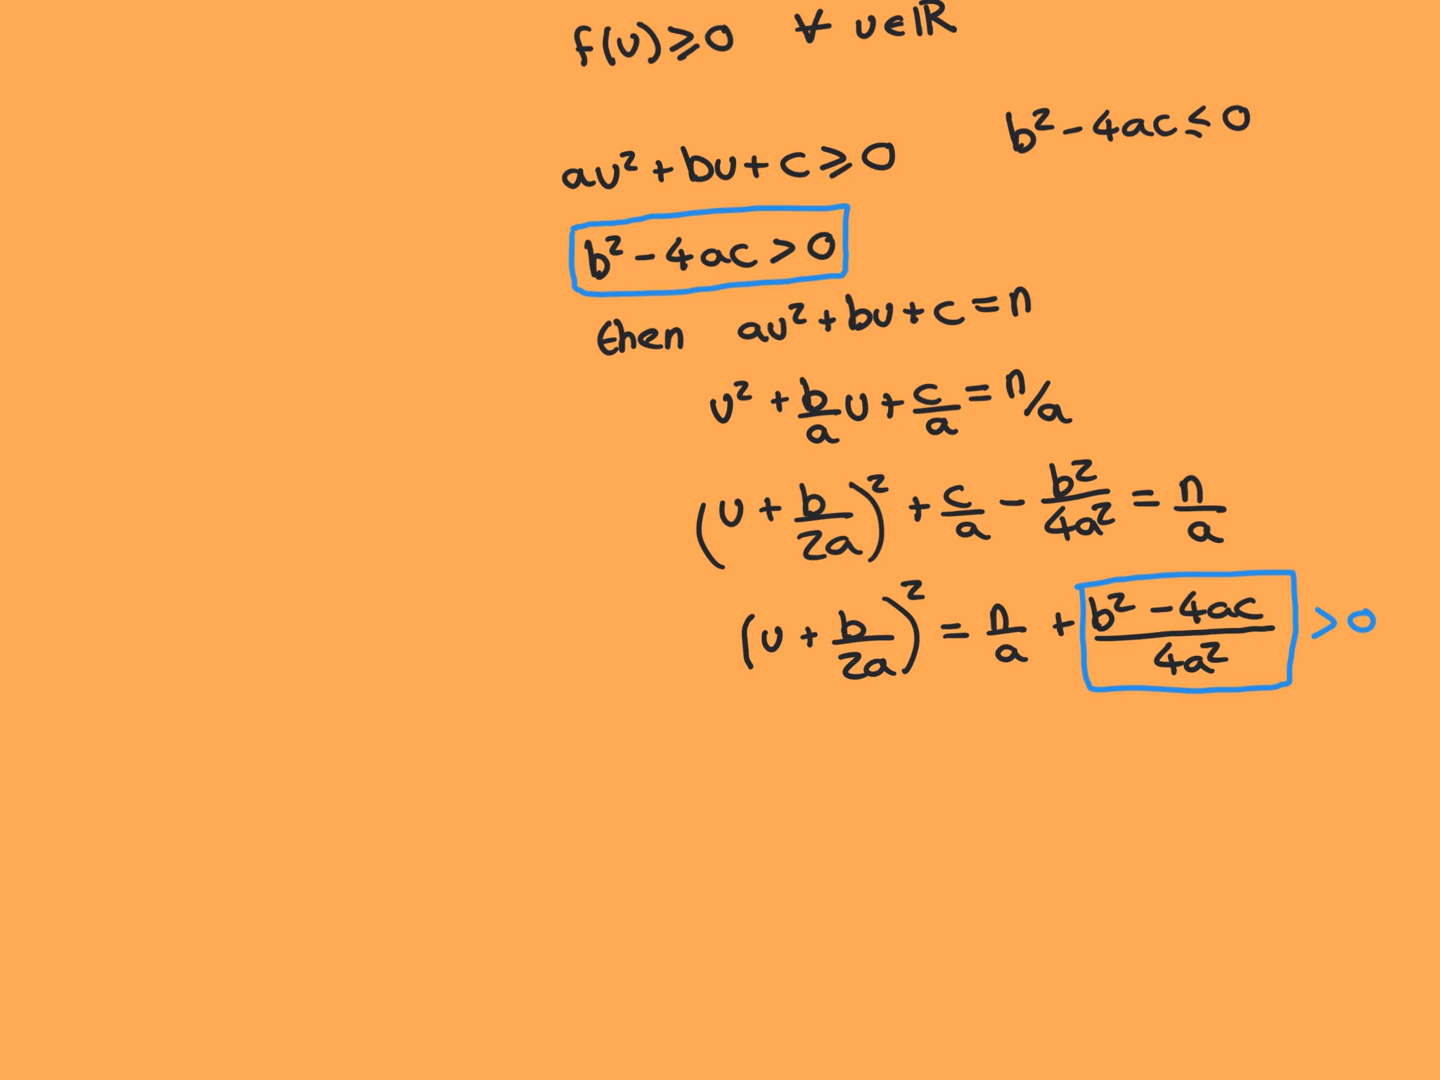 f(u)≥0 ∀ u∈ℝ
b²-4ac≤0
au²+bu+c≥0
b²-4ac>0
then au²+bu+c=n
u²+b/a u+c/a=n/a
(u+b/2a)²+c/a-b²/4a²=n/a
(u+b/2a)²=n/a+b²-4ac/4a²>0